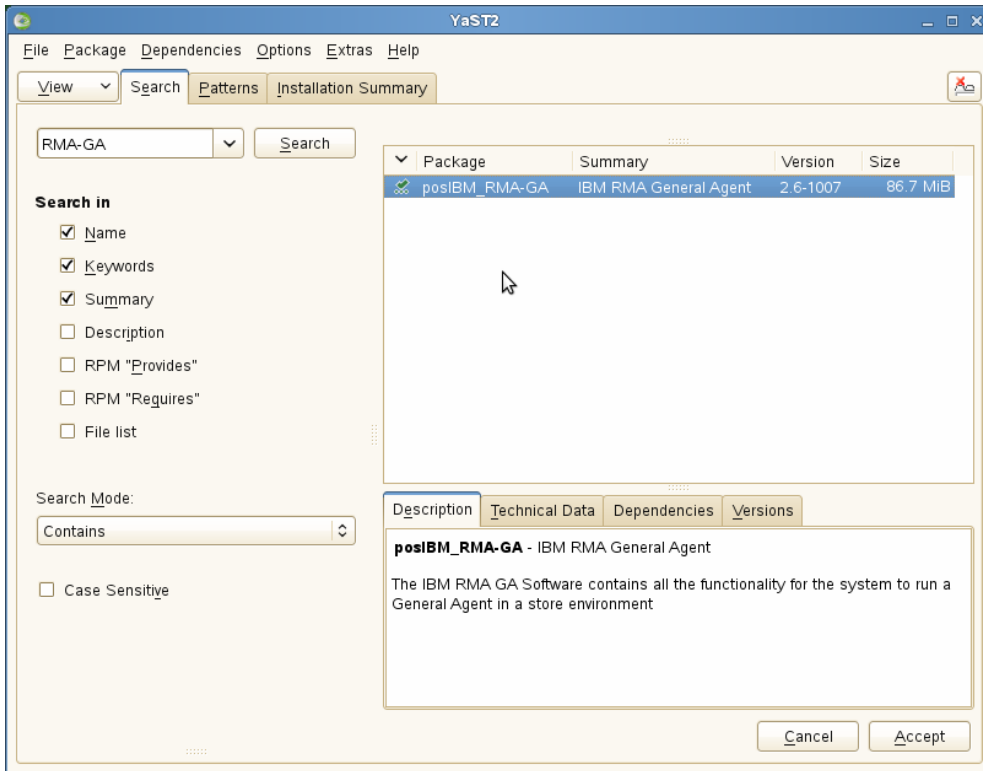 YaST2
File Package Dependencies Options Extras Help
View Search Patterns Installation Summary
RMA-GA Search
Search in
Name
Keywords
Summary
Description
RPM "Provides"
RPM "Requires"
File list
Search Mode:
Contains
Case Sensitive
Package Summary Version Size
posIBM_RMA-GA IBM RMA General Agent 2.6-1007 86.7 MiB
Description Technical Data Dependencies Versions
posIBM_RMA-GA - IBM RMA General Agent
The IBM RMA GA Software contains all the functionality for the system to run a
General Agent in a store environment
Cancel Accept